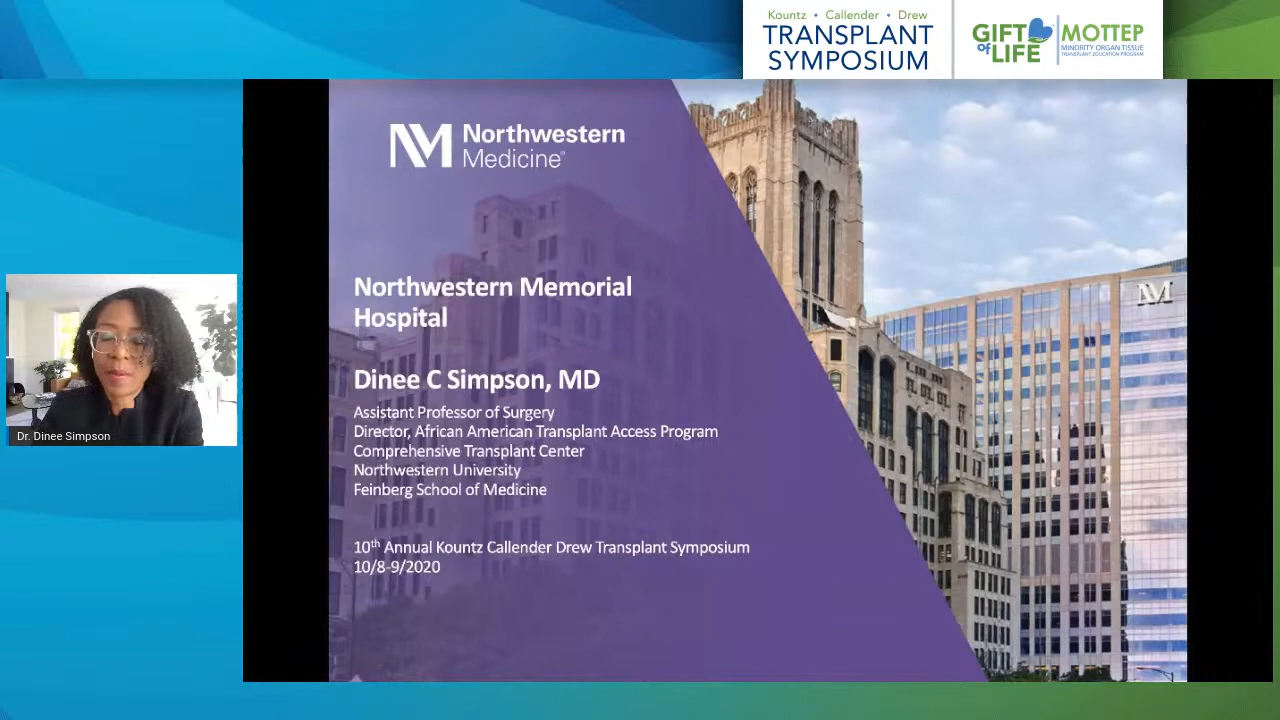 Kountz • Callender • Drew
TRANSPLANT
SYMPOSIUM
GIFT
of LIFE
MOTTEP
MINORITY ORGAN TISSUE
TRANSPLANT EDUCATION PROGRAM
NM Northwestern
Medicine®
Northwestern Memorial
Hospital
Dinee C Simpson, MD
Assistant Professor of Surgery
Director, African American Transplant Access Program
Comprehensive Transplant Center
Northwestern University
Feinberg School of Medicine
10th Annual Kountz Callender Drew Transplant Symposium
10/8-9/2020
NM
Dr. Dinee Simpson